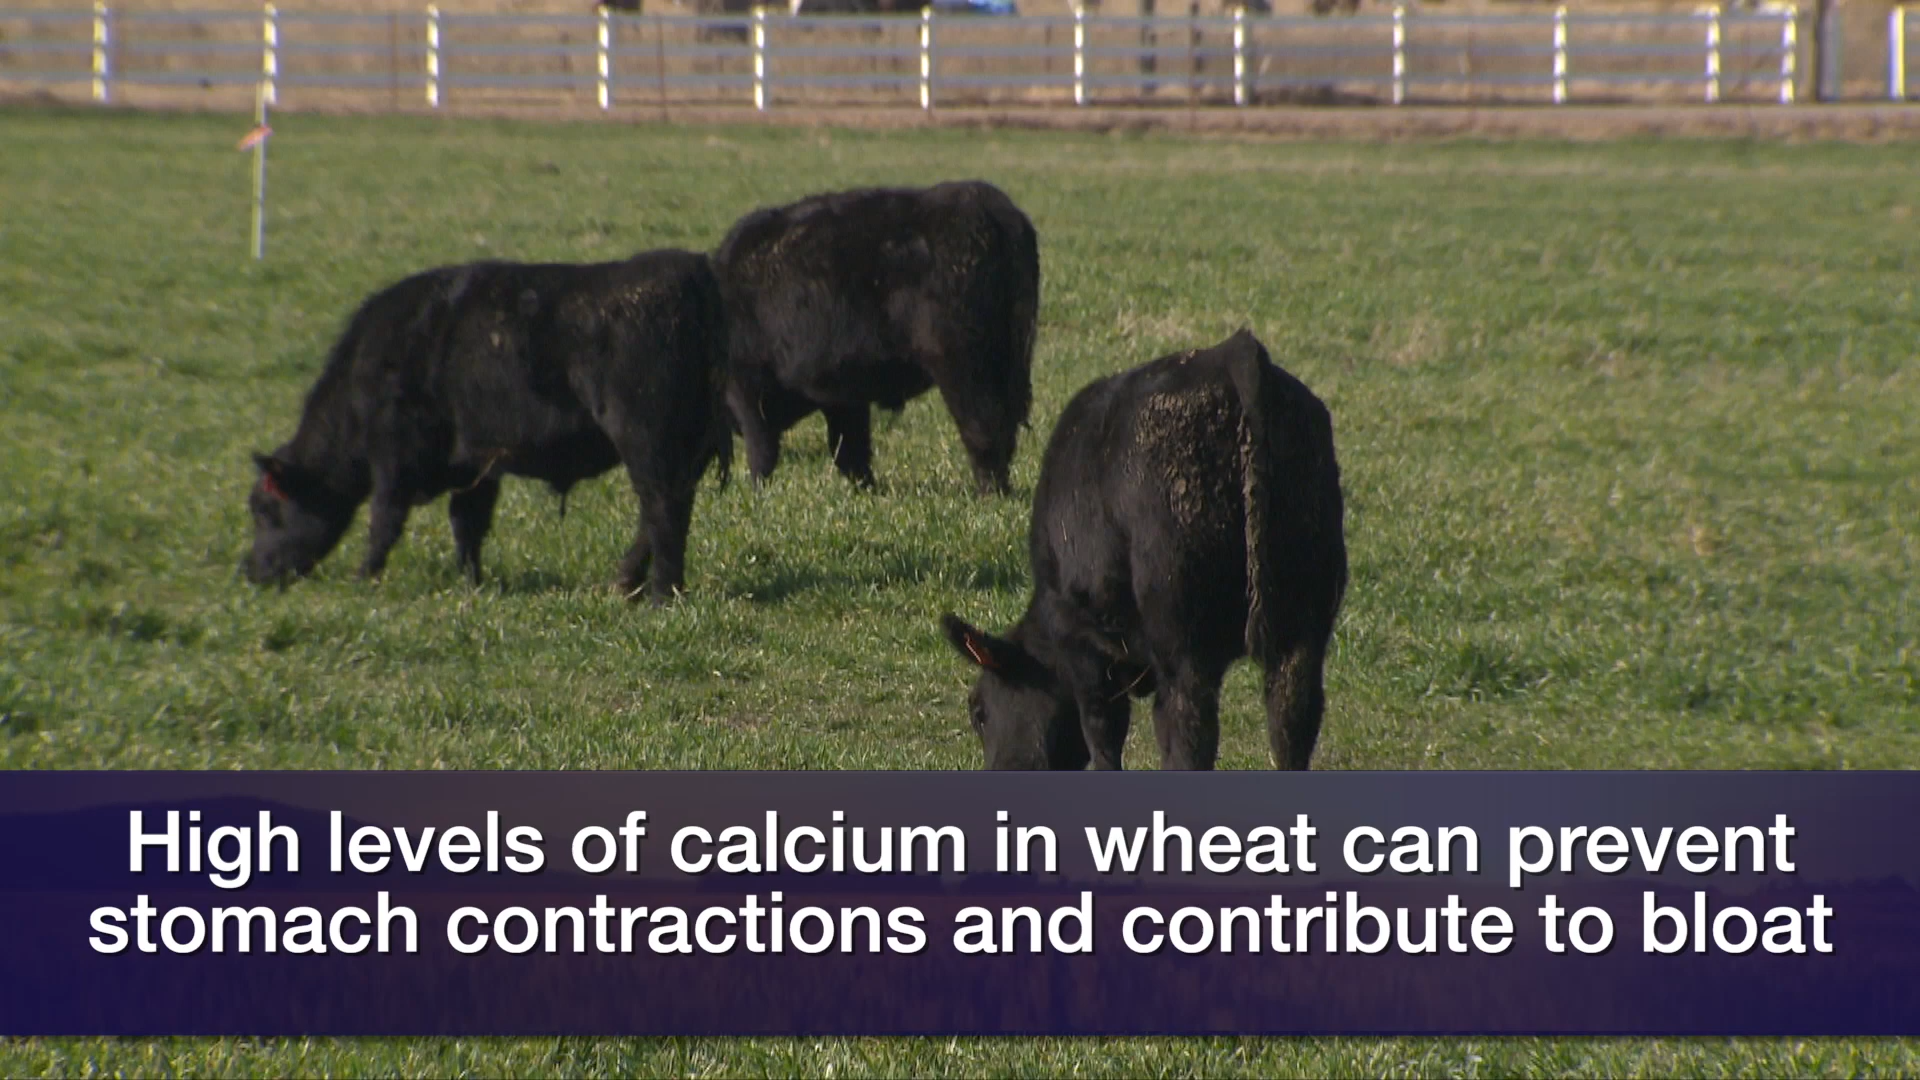 High levels of calcium in wheat can prevent
stomach contractions and contribute to bloat